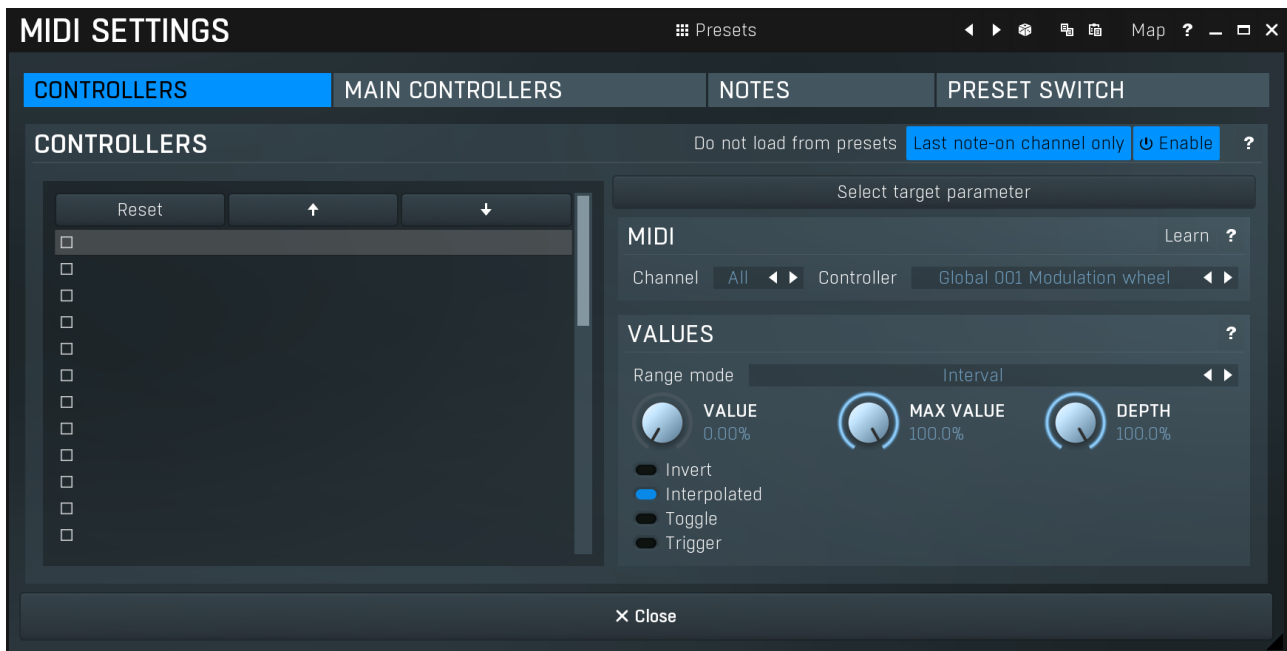 MIDI SETTINGS Presets Map ?
CONTROLLERS MAIN CONTROLLERS NOTES PRESET SWITCH
CONTROLLERS Do not load from presets Last note-on channel only Enable ?
Select target parameter
Reset
MIDI Learn ?
Channel All Controller Global 001 Modulation wheel
VALUES ?
Range mode Interval
VALUE MAX VALUE DEPTH
0.00% 100.0% 100.0%
Invert
Interpolated
Toggle
Trigger
Close